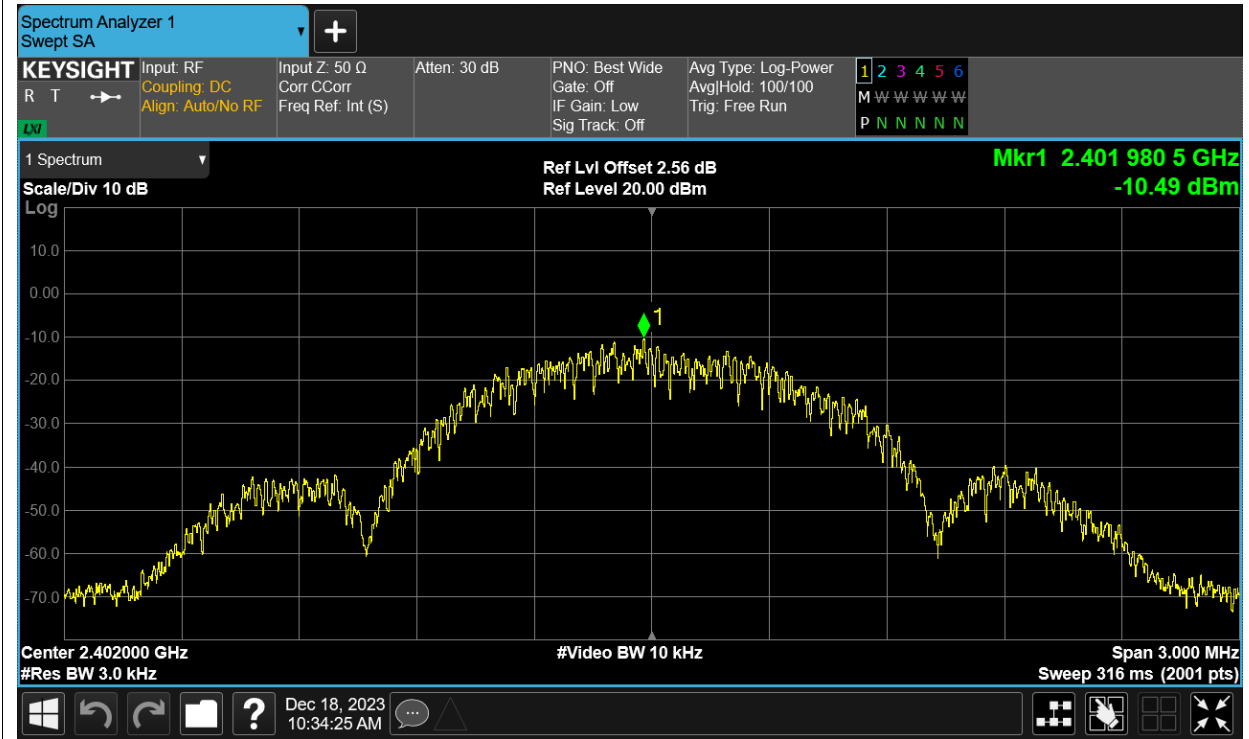 Spectrum Analyzer 1
Swept SA
KEYSIGHT
R T
LXI
Input: RF
Coupling: DC
Align: Auto/No RF
Input Z: 50 Ω
Corr CCorr
Freq Ref: Int (S)
Atten: 30 dB
PNO: Best Wide
Gate: Off
IF Gain: Low
Sig Track: Off
Avg Type: Log-Power
Avg|Hold: 100/100
Trig: Free Run
1 2 3 4 5 6
M W W W W W
P N N N N N
1 Spectrum
Scale/Div 10 dB
Ref Lvl Offset 2.56 dB
Ref Level 20.00 dBm
Mkr1 2.401 980 5 GHz
-10.49 dBm
Log
10.0
0.00
-10.0
-20.0
-30.0
-40.0
-50.0
-60.0
-70.0
1
Center 2.402000 GHz
#Res BW 3.0 kHz
#Video BW 10 kHz
Span 3.000 MHz
Sweep 316 ms (2001 pts)
?
Dec 18, 2023
10:34:25 AM